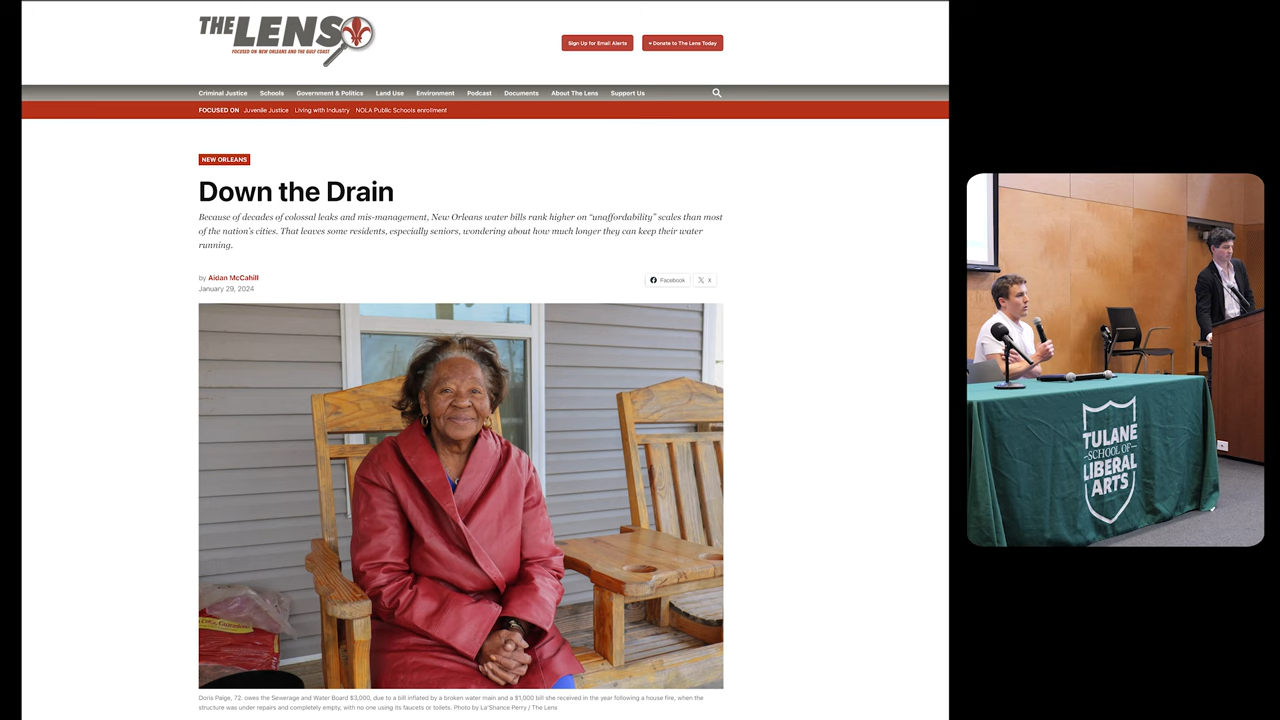 THE LENS
FOCUSED ON NEW ORLEANS AND THE GULF COAST
Sign Up for Email Alerts
♥ Donate to The Lens Today
Criminal Justice Schools Government & Politics Land Use Environment Podcast Documents About The Lens Support Us
FOCUSED ON Juvenile Justice Living with Industry NOLA Public Schools enrollment
NEW ORLEANS
Down the Drain
Because of decades of colossal leaks and mis-management, New Orleans water bills rank higher on “unaffordability” scales than most
of the nation’s cities. That leaves some residents, especially seniors, wondering about how much longer they can keep their water
running.
by Aidan McCahill
January 29, 2024
Facebook
X
Doris Paige, 72, owes the Sewerage and Water Board $3,000, due to a bill inflated by a broken water main and a $1,000 bill she received in the year following a house fire, when the
structure was under repairs and completely empty, with no one using its faucets or toilets. Photo by La'Shance Perry / The Lens
TULANE
SCHOOL OF
LIBERAL
ARTS